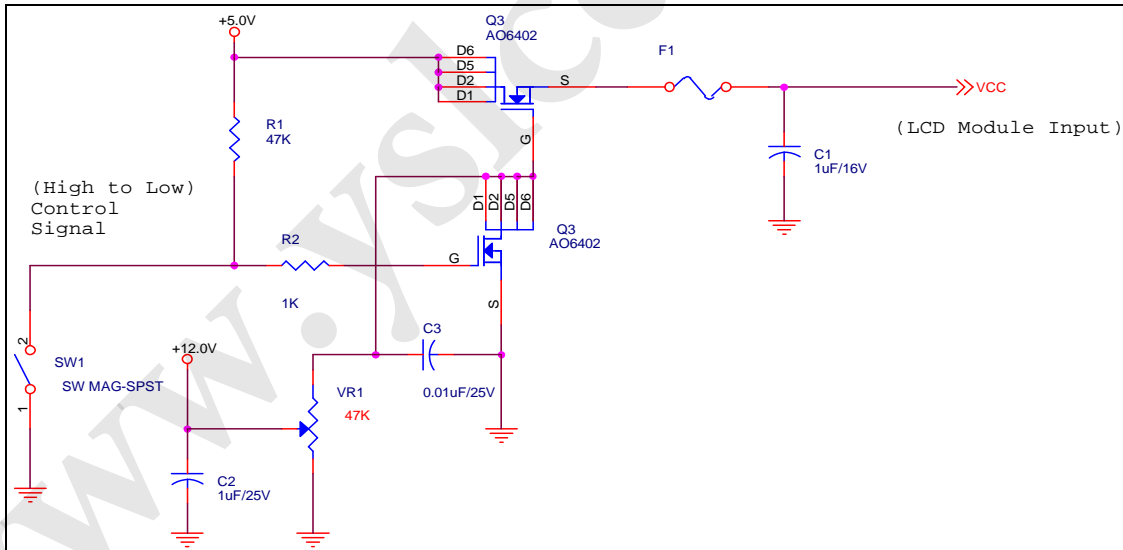 +5.0V
Q3
AO6402
D6
D5
D2
D1
S
G
F1
VCC
(LCD Module Input)
C1
1uF/16V
R1
47K
(High to Low)
Control
Signal
D1
D2
D5
D6
Q3
AO6402
R2
1K
G
S
2
1
SW1
SW MAG-SPST
+12.0V
C3
0.01uF/25V
VR1
47K
C2
1uF/25V